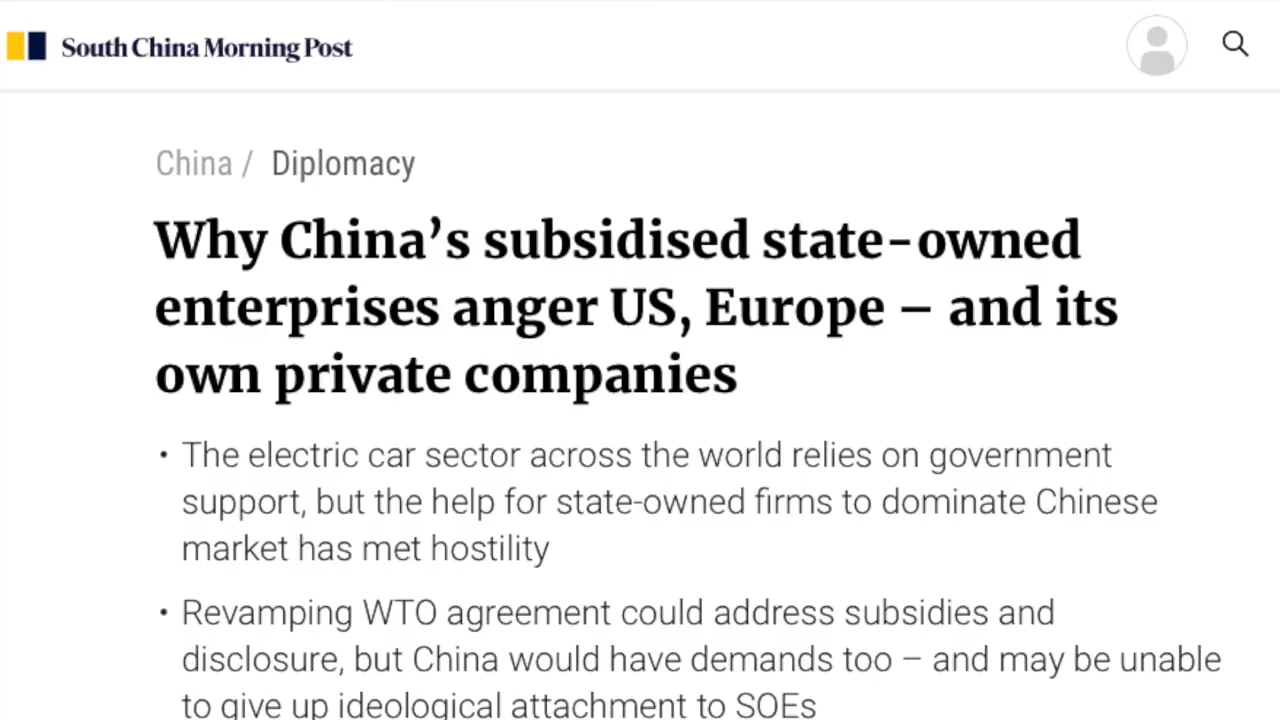 South China Morning Post
China / Diplomacy
Why China’s subsidised state-owned
enterprises anger US, Europe – and its
own private companies
• The electric car sector across the world relies on government
support, but the help for state-owned firms to dominate Chinese
market has met hostility
• Revamping WTO agreement could address subsidies and
disclosure, but China would have demands too – and may be unable
to give up ideological attachment to SOEs